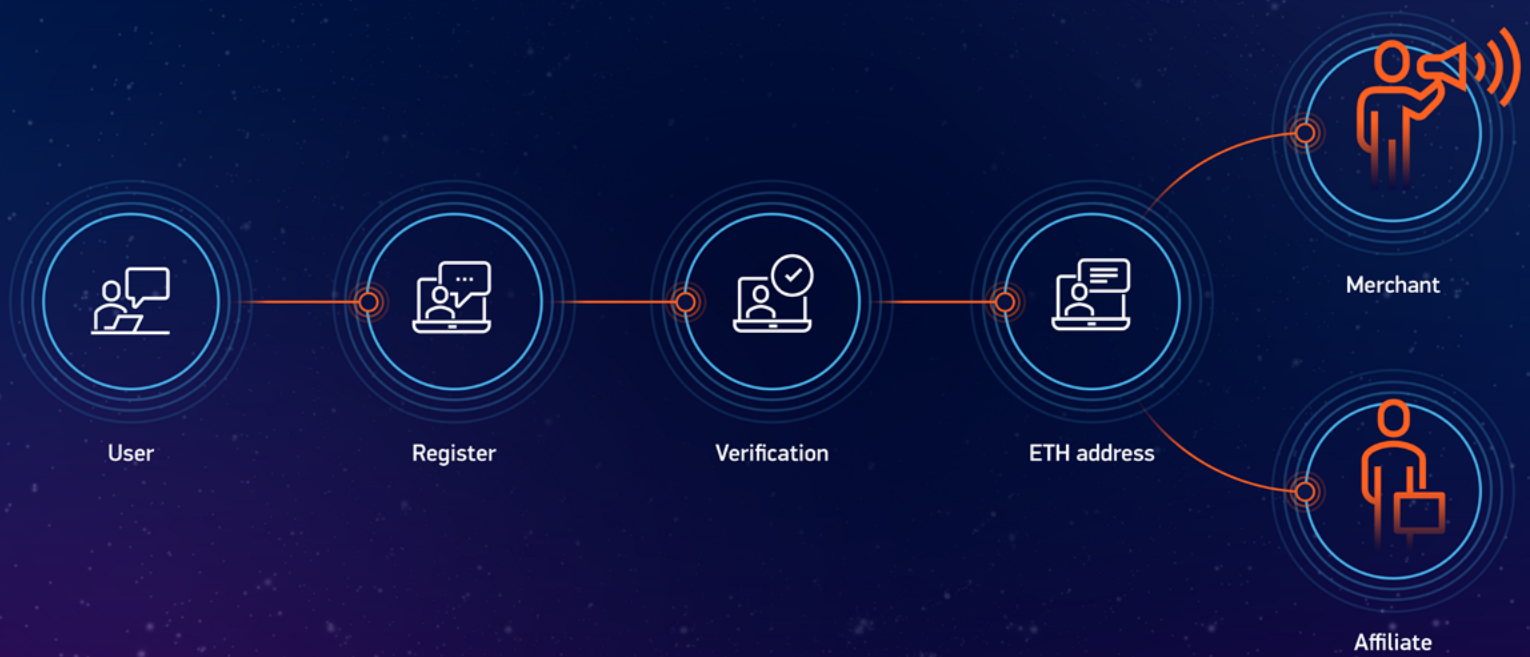 User
Register
Verification
ETH address
Merchant
Affiliate